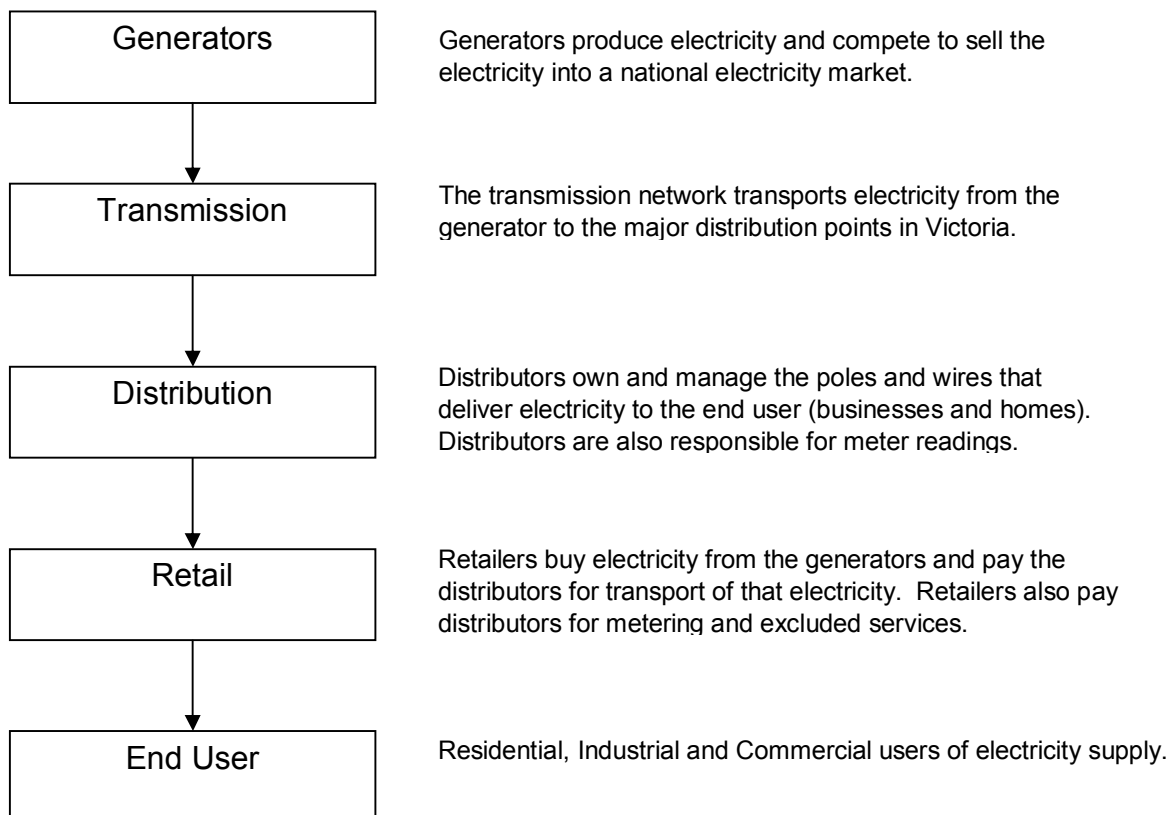 Generators
Generators produce electricity and compete to sell the
electricity into a national electricity market.
Transmission
The transmission network transports electricity from the
generator to the major distribution points in Victoria.
Distribution
Distributors own and manage the poles and wires that
deliver electricity to the end user (businesses and homes).
Distributors are also responsible for meter readings.
Retail
Retailers buy electricity from the generators and pay the
distributors for transport of that electricity.  Retailers also pay
distributors for metering and excluded services.
End User
Residential, Industrial and Commercial users of electricity supply.